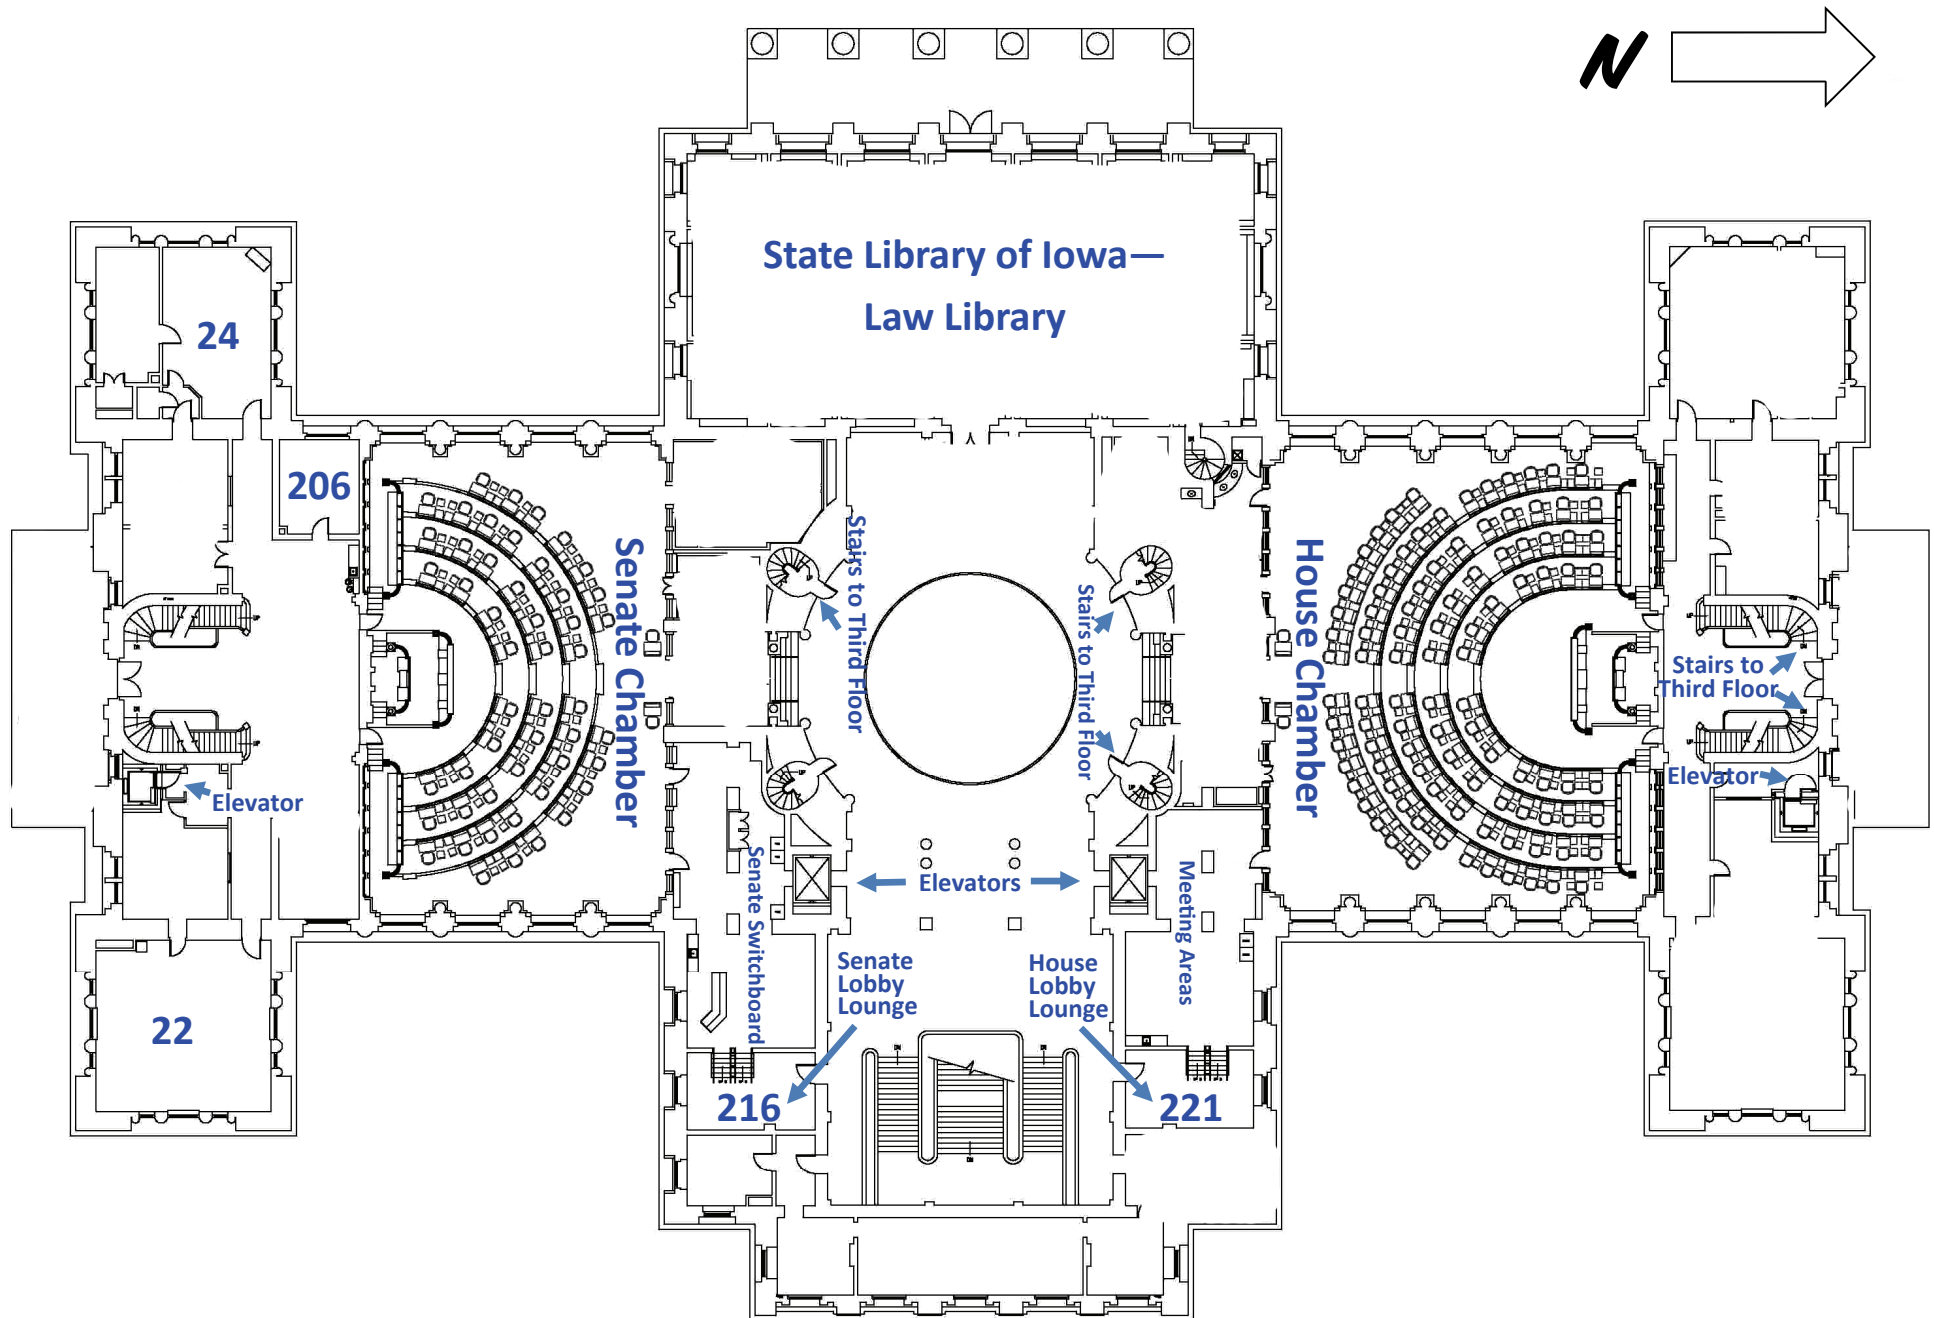 N
State Library of Iowa—
Law Library
24
206
Senate Chamber
Stairs to Third Floor
Stairs to Third Floor
House Chamber
Stairs to
Third Floor
Elevator
Elevator
Elevators
Senate Switchboard
Meeting Areas
Senate
Lobby
Lounge
House
Lobby
Lounge
22
216
221